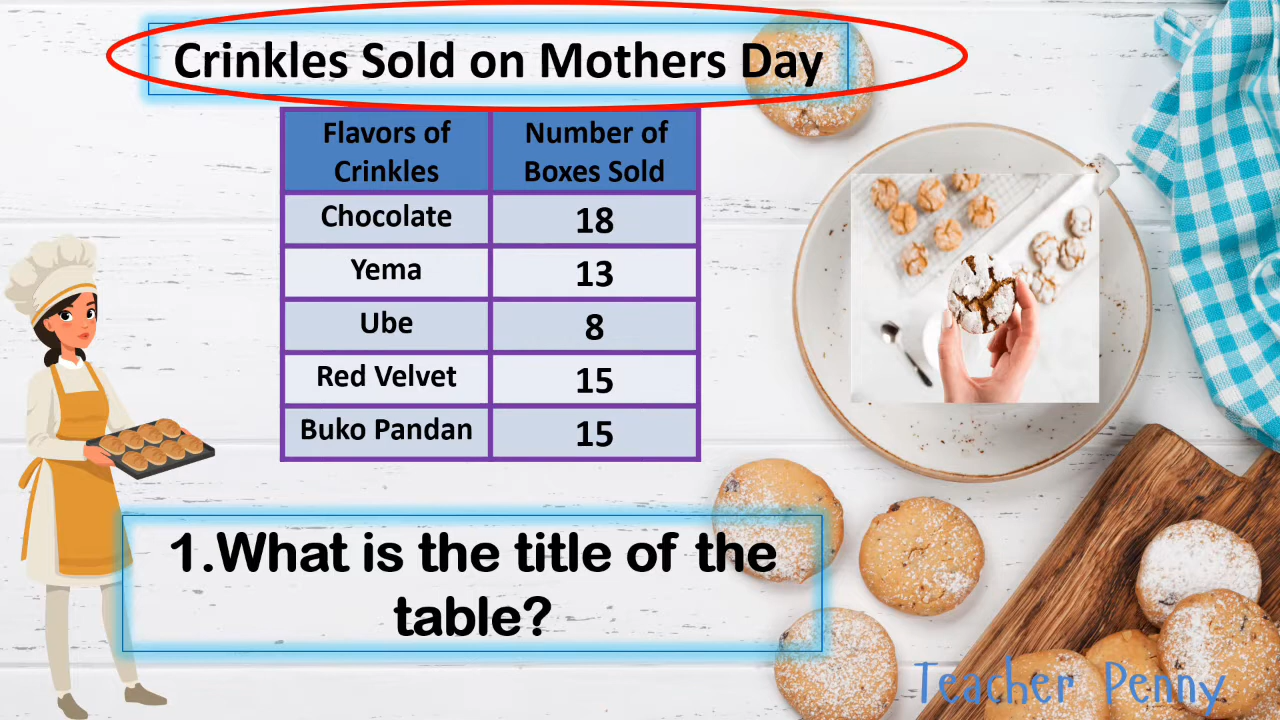 Crinkles Sold on Mothers Day
Flavors of Crinkles
Number of Boxes Sold
Chocolate 18
Yema 13
Ube 8
Red Velvet 15
Buko Pandan 15
1.What is the title of the
table?
Teacher Penny